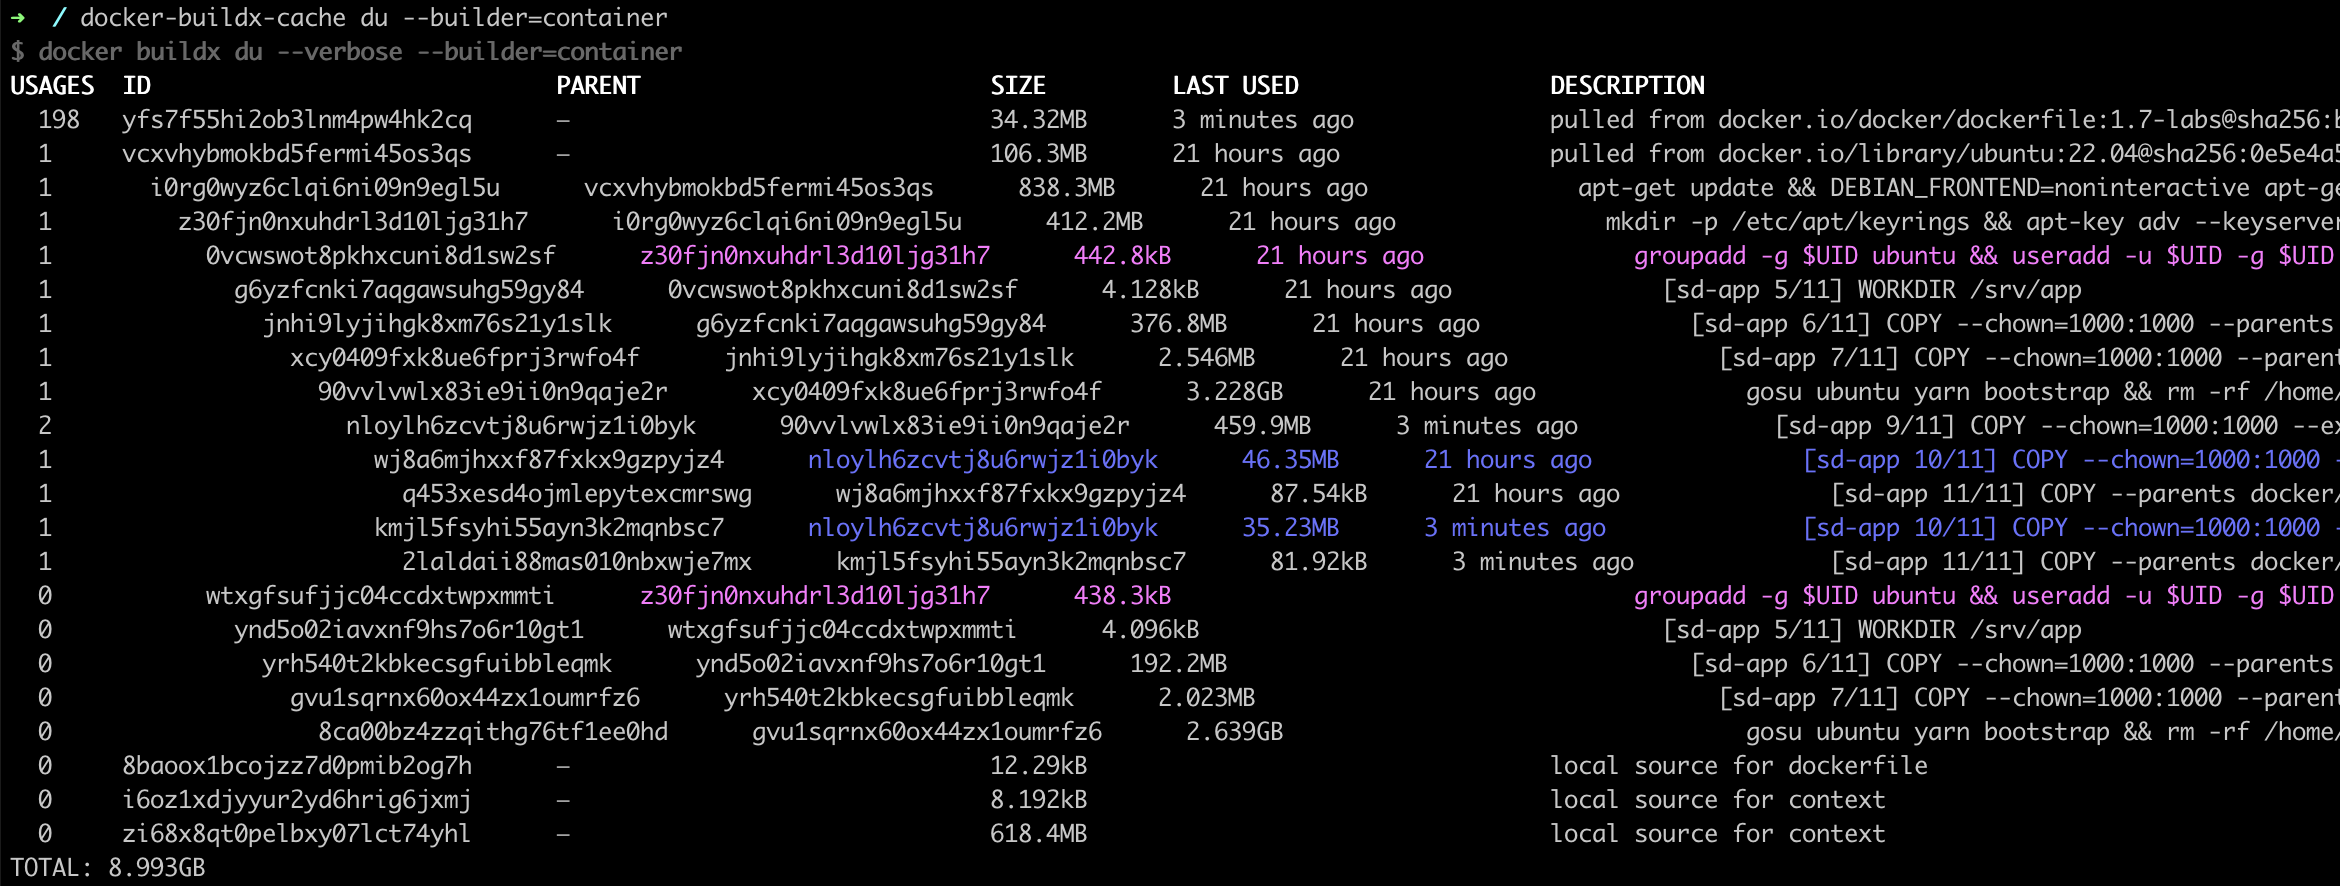 ➜ / docker-buildx-cache du --builder=container
$ docker buildx du --verbose --builder=container
USAGES ID PARENT SIZE LAST USED DESCRIPTION
198 yfs7f55hi2ob3lnm4pw4hk2cq – 34.32MB 3 minutes ago pulled from docker.io/docker/dockerfile:1.7-labs@sha256:b
1 vcxvhybmokbd5fermi45os3qs – 106.3MB 21 hours ago pulled from docker.io/library/ubuntu:22.04@sha256:0e5e4a5
1 i0rg0wyz6clqi6ni09n9egl5u vcxvhybmokbd5fermi45os3qs 838.3MB 21 hours ago apt-get update && DEBIAN_FRONTEND=noninteractive apt-ge
1 z30fjn0nxuhdrl3d10ljg31h7 i0rg0wyz6clqi6ni09n9egl5u 412.2MB 21 hours ago mkdir -p /etc/apt/keyrings && apt-key adv --keyserver
1 0vcwswot8pkhxcuni8d1sw2sf z30fjn0nxuhdrl3d10ljg31h7 442.8kB 21 hours ago groupadd -g $UID ubuntu && useradd -u $UID -g $UID
1 g6yzfcnki7aqgawsuhg59gy84 0vcwswot8pkhxcuni8d1sw2sf 4.128kB 21 hours ago [sd-app 5/11] WORKDIR /srv/app
1 jnhi9lyjihgk8xm76s21y1slk g6yzfcnki7aqgawsuhg59gy84 376.8MB 21 hours ago [sd-app 6/11] COPY --chown=1000:1000 --parents
1 xcy0409fxk8ue6fprj3rwfo4f jnhi9lyjihgk8xm76s21y1slk 2.546MB 21 hours ago [sd-app 7/11] COPY --chown=1000:1000 --parent
1 90vvlvwlx83ie9ii0n9qaje2r xcy0409fxk8ue6fprj3rwfo4f 3.228GB 21 hours ago gosu ubuntu yarn bootstrap && rm -rf /home/
2 nloylh6zcvtj8u6rwjz1i0byk 90vvlvwlx83ie9ii0n9qaje2r 459.9MB 3 minutes ago [sd-app 9/11] COPY --chown=1000:1000 --ex
1 wj8a6mjhxxf87fxkx9gzpyjz4 nloylh6zcvtj8u6rwjz1i0byk 46.35MB 21 hours ago [sd-app 10/11] COPY --chown=1000:1000 -
1 q453xesd4ojmlepytexcmrswg wj8a6mjhxxf87fxkx9gzpyjz4 87.54kB 21 hours ago [sd-app 11/11] COPY --parents docker/
1 kmjl5fsyhi55ayn3k2mqnbsc7 nloylh6zcvtj8u6rwjz1i0byk 35.23MB 3 minutes ago [sd-app 10/11] COPY --chown=1000:1000 -
1 2laldaii88mas010nbxwje7mx kmjl5fsyhi55ayn3k2mqnbsc7 81.92kB 3 minutes ago [sd-app 11/11] COPY --parents docker/
0 wtxgfsufjjc04ccdxtwpxmmti z30fjn0nxuhdrl3d10ljg31h7 438.3kB groupadd -g $UID ubuntu && useradd -u $UID -g $UID
0 ynd5o02iavxnf9hs7o6r10gt1 wtxgfsufjjc04ccdxtwpxmmti 4.096kB [sd-app 5/11] WORKDIR /srv/app
0 yrh540t2kbkecsgfuibbleqmk ynd5o02iavxnf9hs7o6r10gt1 192.2MB [sd-app 6/11] COPY --chown=1000:1000 --parents
0 gvu1sqrnx60ox44zx1oumrfz6 yrh540t2kbkecsgfuibbleqmk 2.023MB [sd-app 7/11] COPY --chown=1000:1000 --parent
0 8ca00bz4zzqithg76tf1ee0hd gvu1sqrnx60ox44zx1oumrfz6 2.639GB gosu ubuntu yarn bootstrap && rm -rf /home/
0 8baoox1bcojzz7d0pmib2og7h – 12.29kB local source for dockerfile
0 i6oz1xdjyyur2yd6hrig6jxmj – 8.192kB local source for context
0 zi68x8qt0pelbxy07lct74yhl – 618.4MB local source for context
TOTAL: 8.993GB